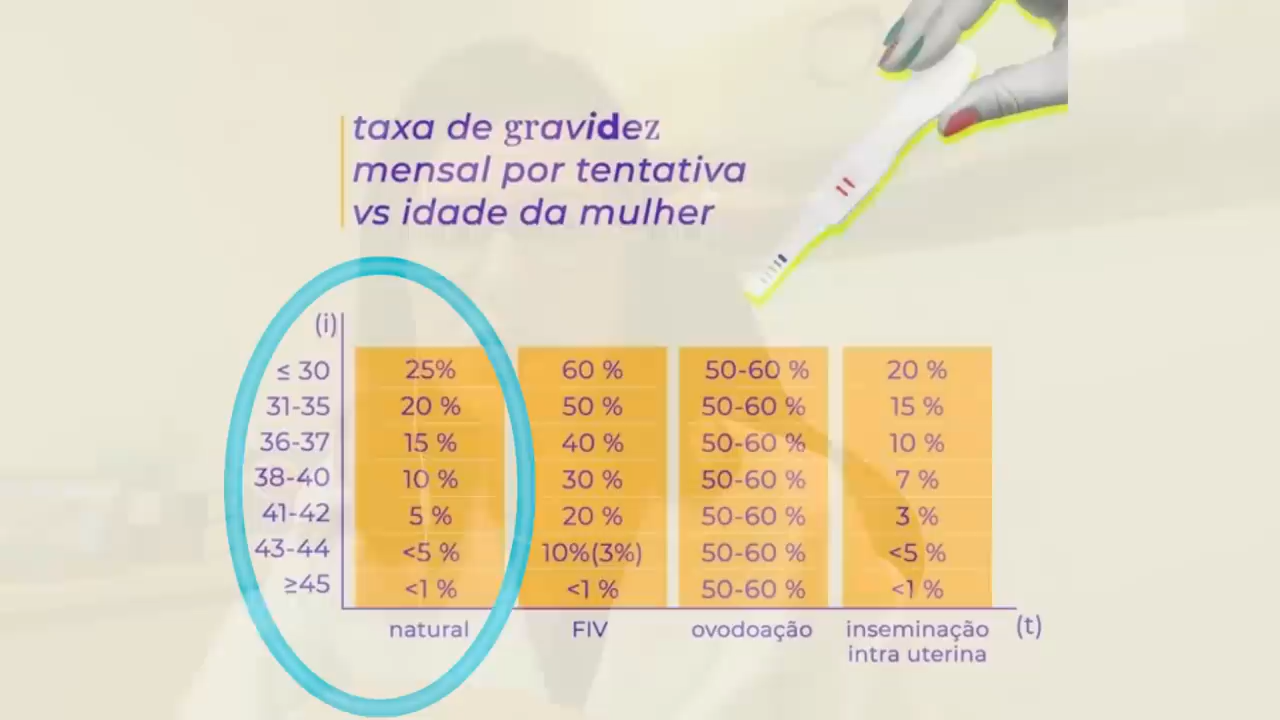 taxa de gravidez
mensal por tentativa
vs idade da mulher
(i)
≤ 30 25% 60 % 50-60 % 20 %
31-35 20 % 50 % 50-60 % 15 %
36-37 15 % 40 % 50-60 % 10 %
38-40 10 % 30 % 50-60 % 7 %
41-42 5 % 20 % 50-60 % 3 %
43-44 <5 % 10%(3%) 50-60 % <5 %
≥45 <1 % <1 % 50-60 % <1 %
natural FIV ovodoação inseminação (t)
intra uterina